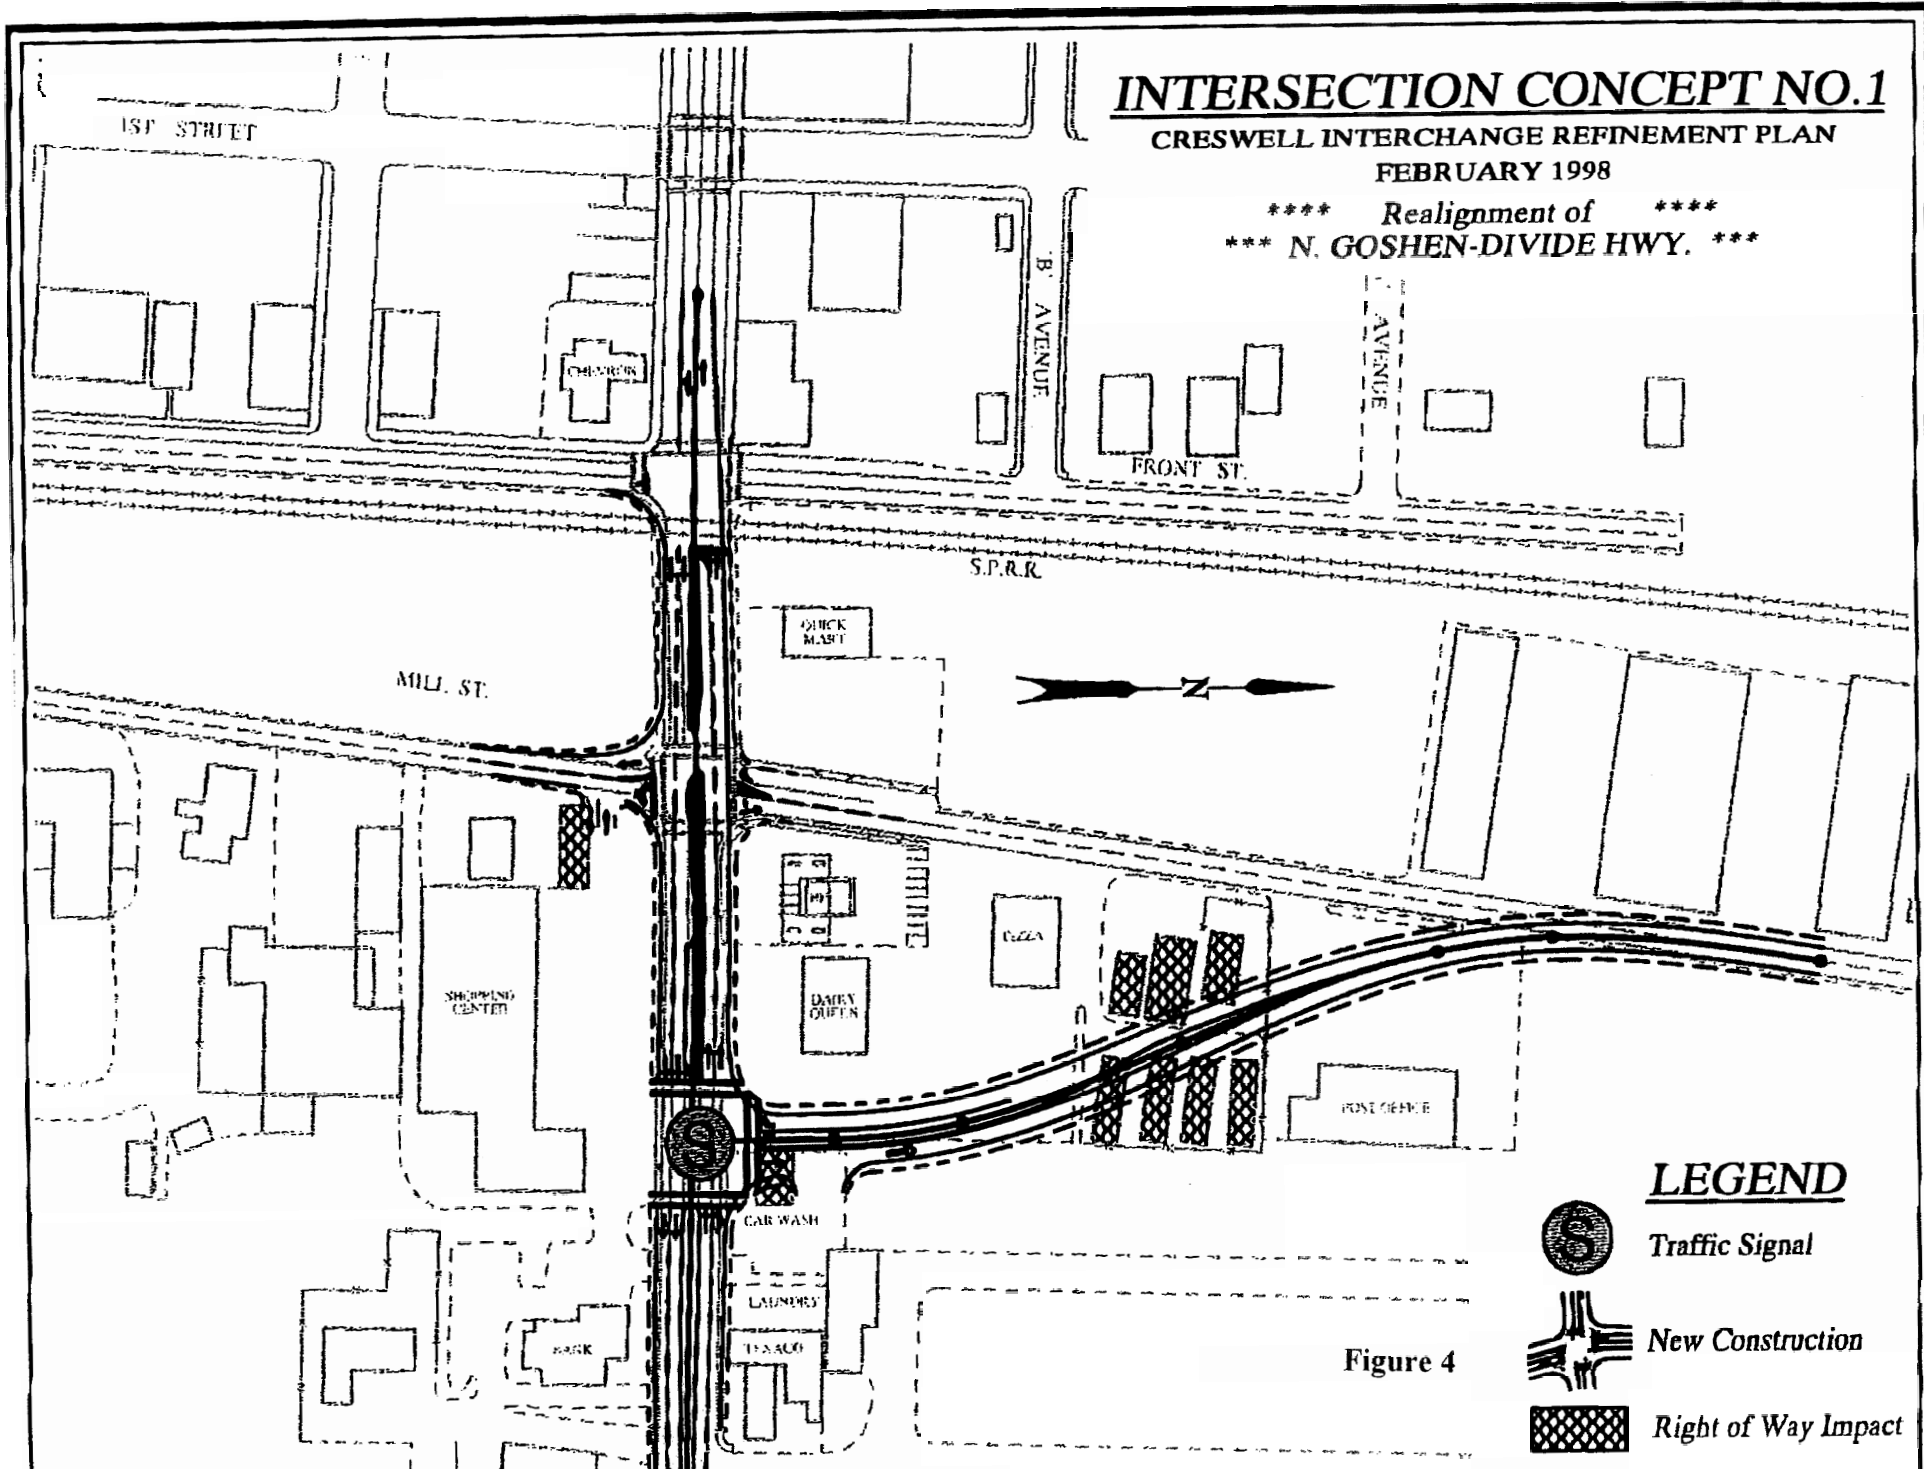 INTERSECTION CONCEPT NO.1
CRESWELL INTERCHANGE REFINEMENT PLAN
FEBRUARY 1998
**** Realignment of ****
*** N. GOSHEN-DIVIDE HWY. ***
1ST STREET
'B' AVENUE
AVENUE
CHEVRON
FRONT ST.
S.P.R.R.
QUICK
MART
MILL ST.
N
SHOPPING
CENTER
DAIRY
QUEEN
POST OFFICE
S
CAR WASH
LAUNDRY
BANK
TEXACO
LEGEND
S
Traffic Signal
New Construction
Right of Way Impact
Figure 4